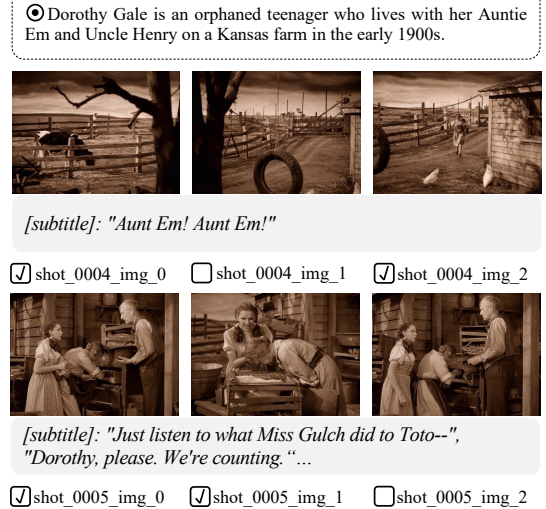 Dorothy Gale is an orphaned teenager who lives with her Auntie
Em and Uncle Henry on a Kansas farm in the early 1900s.
[subtitle]: "Aunt Em! Aunt Em!"
shot_0004_img_0 shot_0004_img_1 shot_0004_img_2
[subtitle]: "Just listen to what Miss Gulch did to Toto--",
"Dorothy, please. We're counting.“…
shot_0005_img_0 shot_0005_img_1 shot_0005_img_2